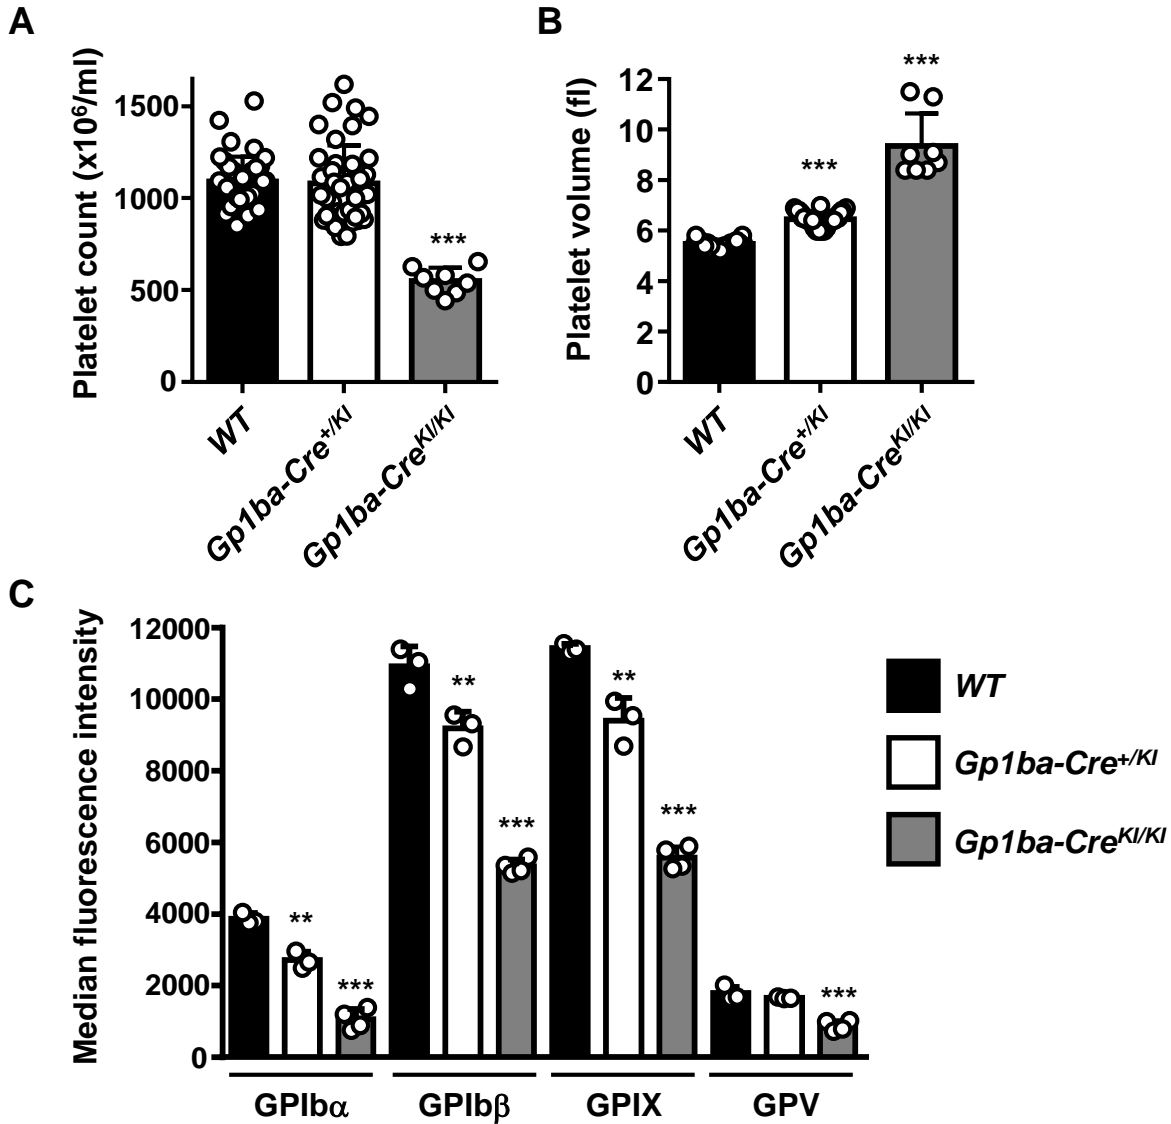 A
Platelet count (x10⁶/ml)
1500
1000
500
0
***
WT
Gp1ba-Cre⁺/ᴷᴵ
Gp1ba-Creᴷᴵ/ᴷᴵ
B
Platelet volume (fl)
12
10
8
6
4
2
0
***
***
WT
Gp1ba-Cre⁺/ᴷᴵ
Gp1ba-Creᴷᴵ/ᴷᴵ
C
Median fluorescence intensity
12000
10000
8000
6000
4000
2000
0
**
***
**
***
**
***
***
GPIbα
GPIbβ
GPIX
GPV
WT
Gp1ba-Cre⁺/ᴷᴵ
Gp1ba-Creᴷᴵ/ᴷᴵ